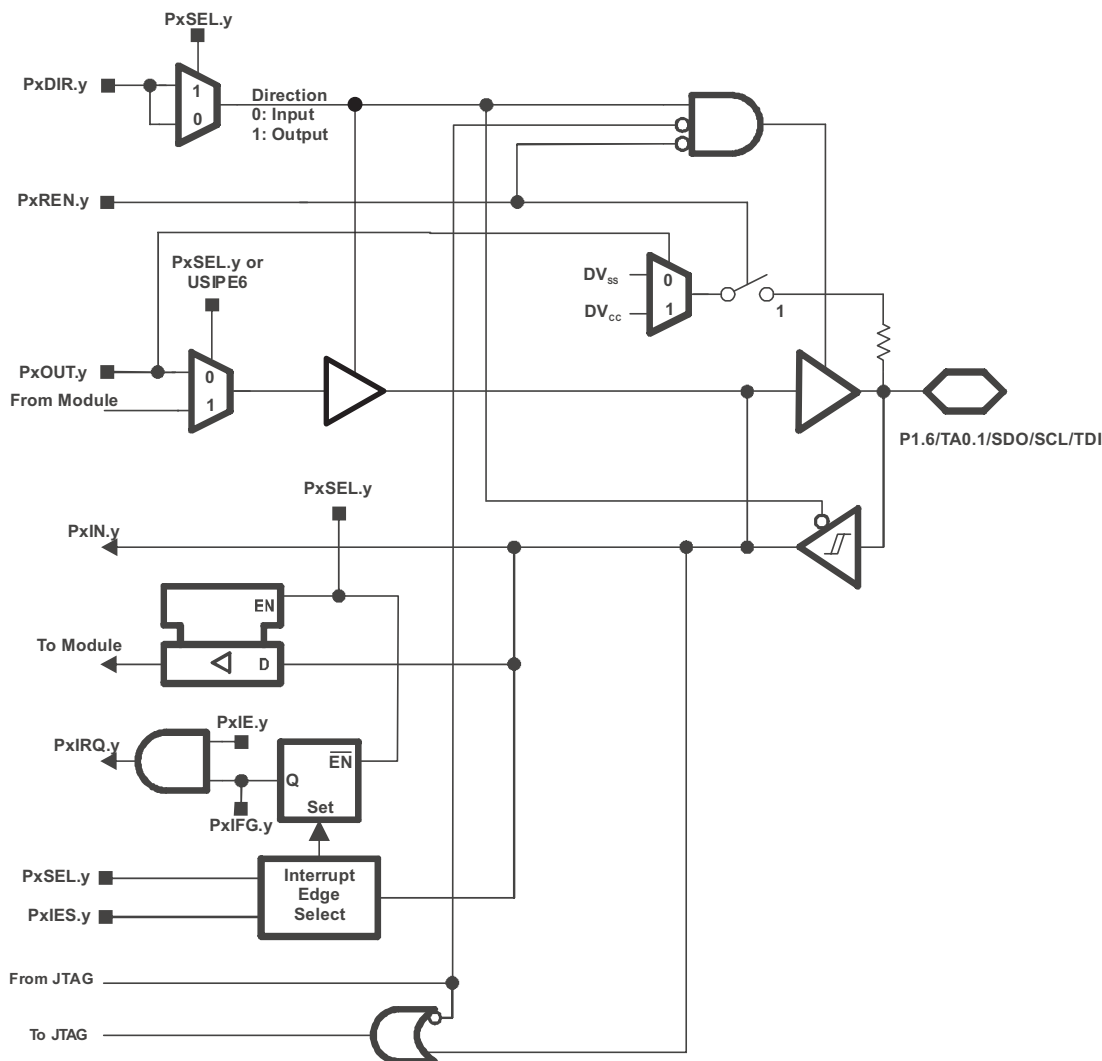 PxSEL.y
PxDIR.y
1
0
Direction
0: Input
1: Output
PxREN.y
PxSEL.y or
USIPE6
DVSS
0
DVCC
1
1
PxOUT.y
0
From Module
1
P1.6/TA0.1/SDO/SCL/TDI
PxSEL.y
PxIN.y
EN
To Module
D
PxIE.y
PxIRQ.y
EN
Q
Set
PxIFG.y
PxSEL.y
Interrupt
Edge
Select
PxIES.y
From JTAG
To JTAG